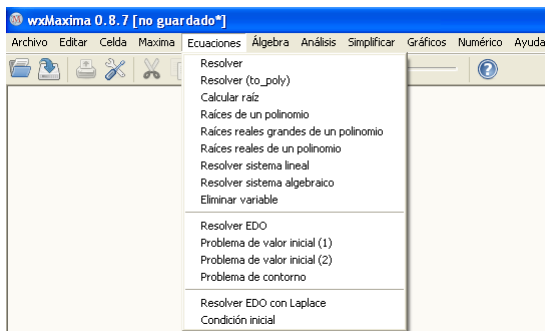 wxMaxima 0.8.7 [no guardado*]
Archivo Editar Celda Maxima Ecuaciones Álgebra Análisis Simplificar Gráficos Numérico Ayuda
Resolver
Resolver (to_poly)
Calcular raíz
Raíces de un polinomio
Raíces reales grandes de un polinomio
Raíces reales de un polinomio
Resolver sistema lineal
Resolver sistema algebraico
Eliminar variable
Resolver EDO
Problema de valor inicial (1)
Problema de valor inicial (2)
Problema de contorno
Resolver EDO con Laplace
Condición inicial